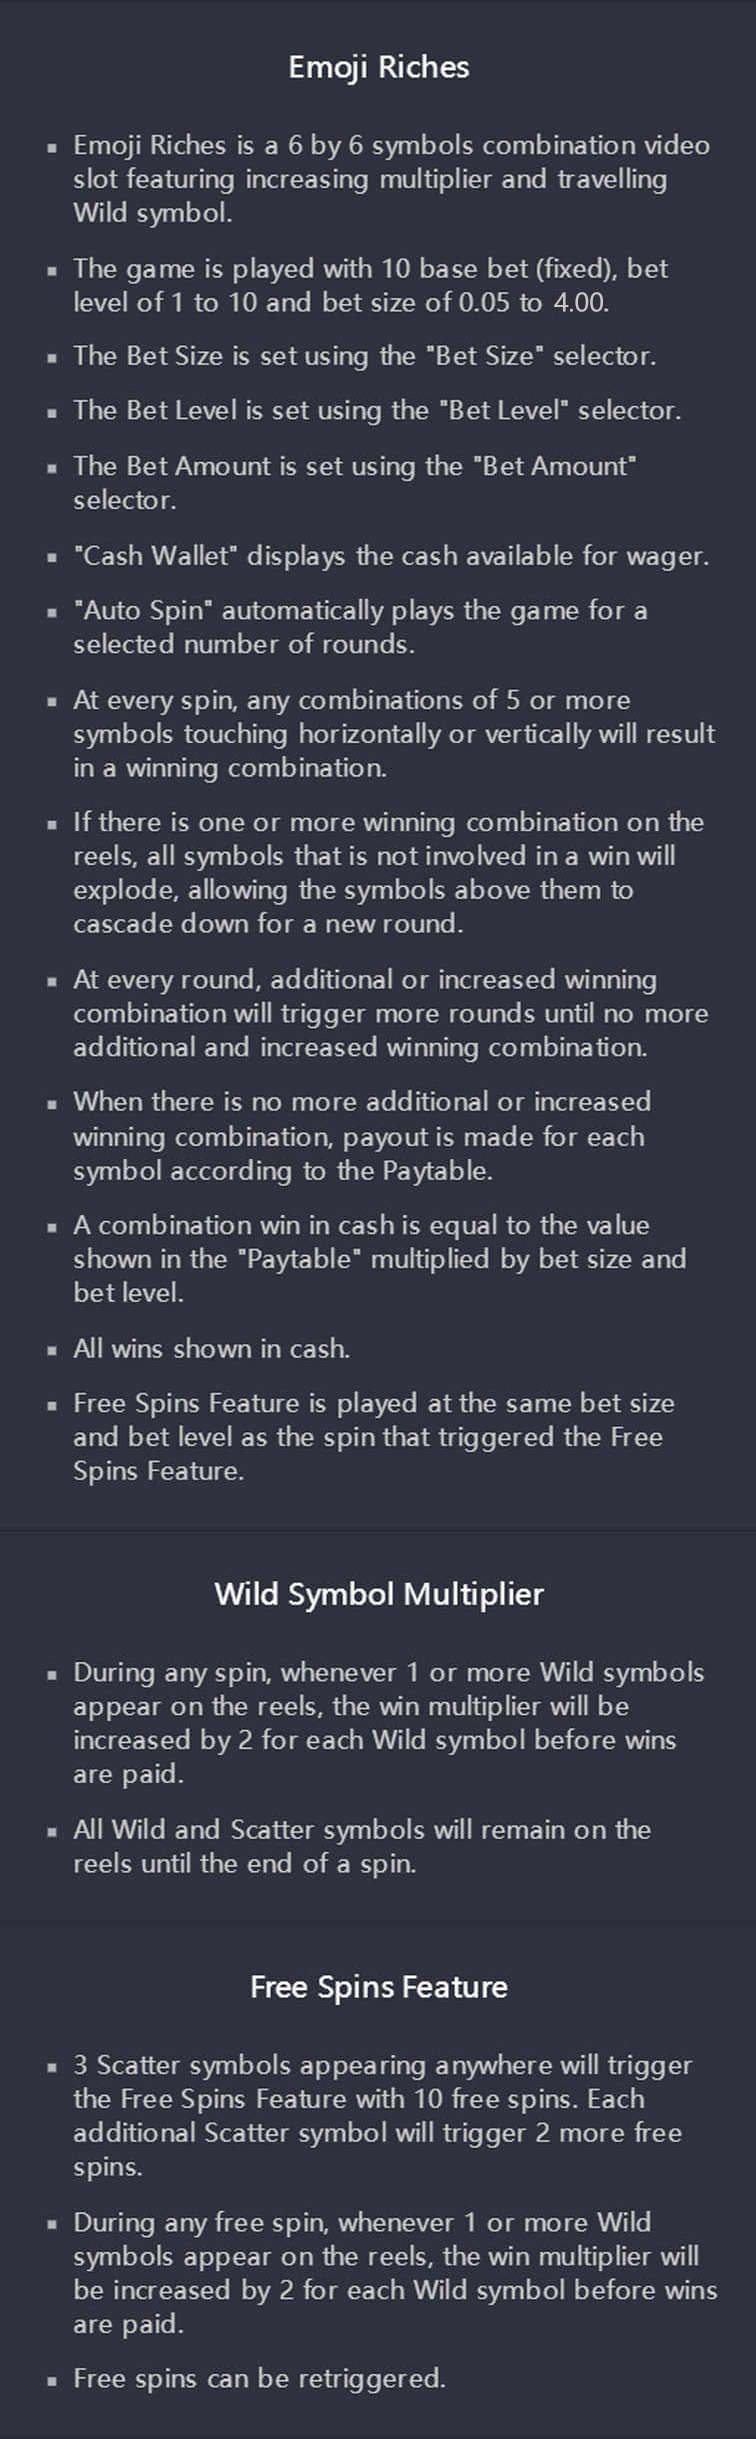 Emoji Riches
▪ Emoji Riches is a 6 by 6 symbols combination video
slot featuring increasing multiplier and travelling
Wild symbol.
▪ The game is played with 10 base bet (fixed), bet
level of 1 to 10 and bet size of 0.05 to 4.00.
▪ The Bet Size is set using the "Bet Size" selector.
▪ The Bet Level is set using the "Bet Level" selector.
▪ The Bet Amount is set using the "Bet Amount"
selector.
▪ "Cash Wallet" displays the cash available for wager.
▪ "Auto Spin" automatically plays the game for a
selected number of rounds.
▪ At every spin, any combinations of 5 or more
symbols touching horizontally or vertically will result
in a winning combination.
▪ If there is one or more winning combination on the
reels, all symbols that is not involved in a win will
explode, allowing the symbols above them to
cascade down for a new round.
▪ At every round, additional or increased winning
combination will trigger more rounds until no more
additional and increased winning combination.
▪ When there is no more additional or increased
winning combination, payout is made for each
symbol according to the Paytable.
▪ A combination win in cash is equal to the value
shown in the "Paytable" multiplied by bet size and
bet level.
▪ All wins shown in cash.
▪ Free Spins Feature is played at the same bet size
and bet level as the spin that triggered the Free
Spins Feature.
Wild Symbol Multiplier
▪ During any spin, whenever 1 or more Wild symbols
appear on the reels, the win multiplier will be
increased by 2 for each Wild symbol before wins
are paid.
▪ All Wild and Scatter symbols will remain on the
reels until the end of a spin.
Free Spins Feature
▪ 3 Scatter symbols appearing anywhere will trigger
the Free Spins Feature with 10 free spins. Each
additional Scatter symbol will trigger 2 more free
spins.
▪ During any free spin, whenever 1 or more Wild
symbols appear on the reels, the win multiplier will
be increased by 2 for each Wild symbol before wins
are paid.
▪ Free spins can be retriggered.